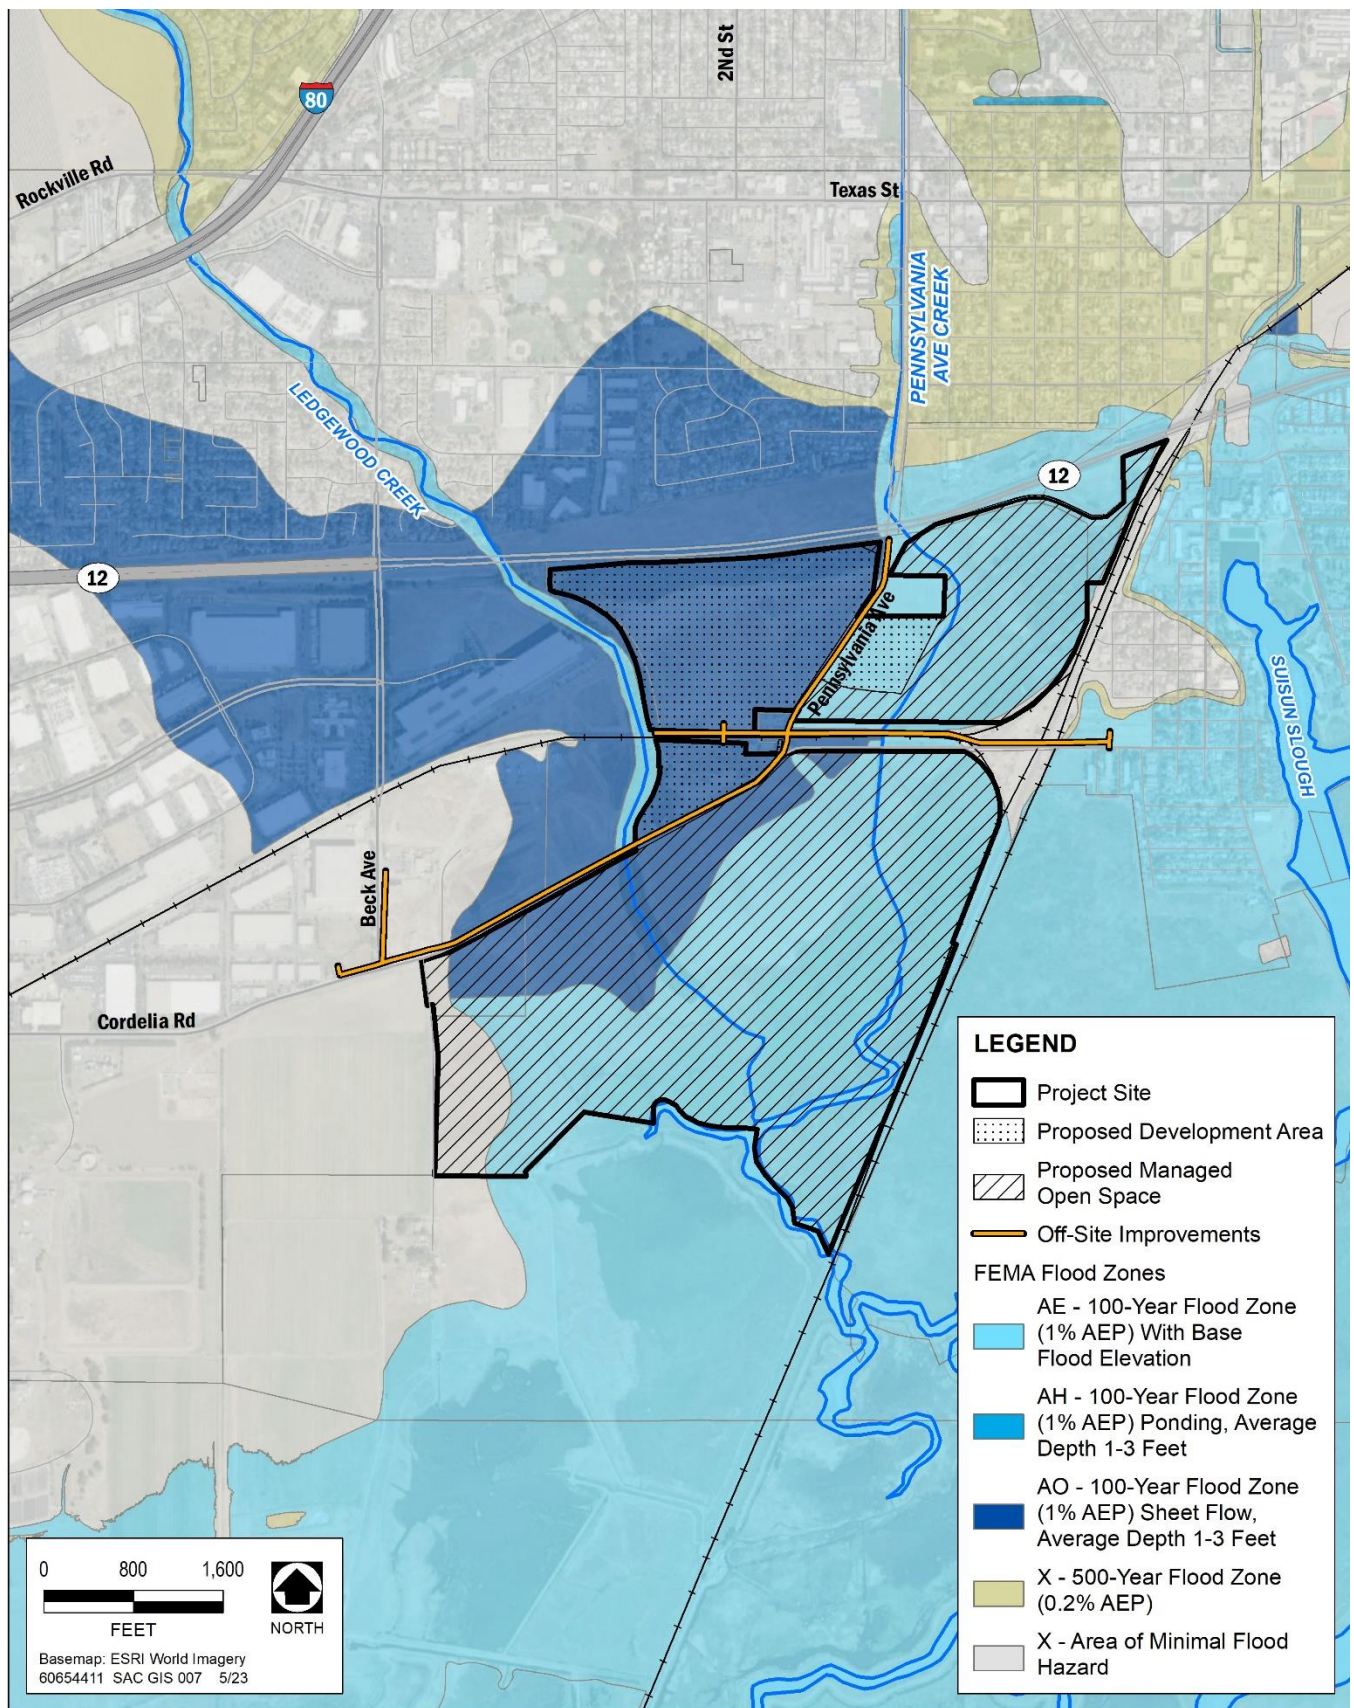 2Nd St
80
Rockville Rd
Texas St
PENNSYLVANIA
AVE CREEK
LEDGEWOOD CREEK
12
12
Pennsylvania Ave
SUISUN SLOUGH
Beck Ave
Cordelia Rd
LEGEND
Project Site
Proposed Development Area
Proposed Managed
Open Space
Off-Site Improvements
FEMA Flood Zones
AE - 100-Year Flood Zone
(1% AEP) With Base
Flood Elevation
AH - 100-Year Flood Zone
(1% AEP) Ponding, Average
Depth 1-3 Feet
AO - 100-Year Flood Zone
(1% AEP) Sheet Flow,
Average Depth 1-3 Feet
X - 500-Year Flood Zone
(0.2% AEP)
X - Area of Minimal Flood
Hazard
0 800 1,600
FEET
NORTH
Basemap: ESRI World Imagery
60654411 SAC GIS 007 5/23